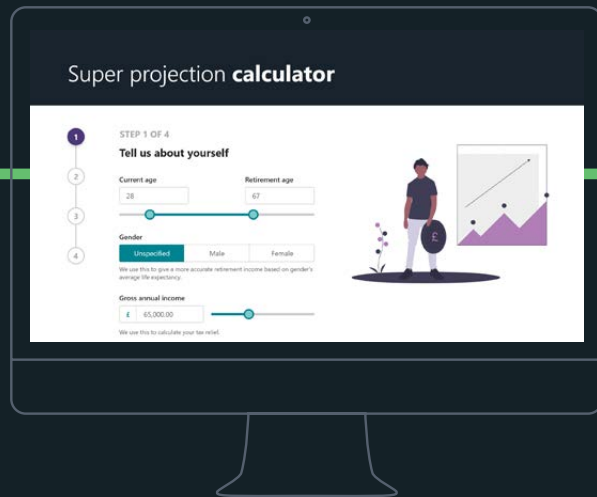 Super projection calculator
1
STEP 1 OF 4
Tell us about yourself
2
Current age
Retirement age
28
67
3
Gender
4
Unspecified
Male
Female
We use this to give a more accurate retirement income based on gender's
average life expectancy.
Gross annual income
£
65,000.00
We use this to calculate your tax relief.
£